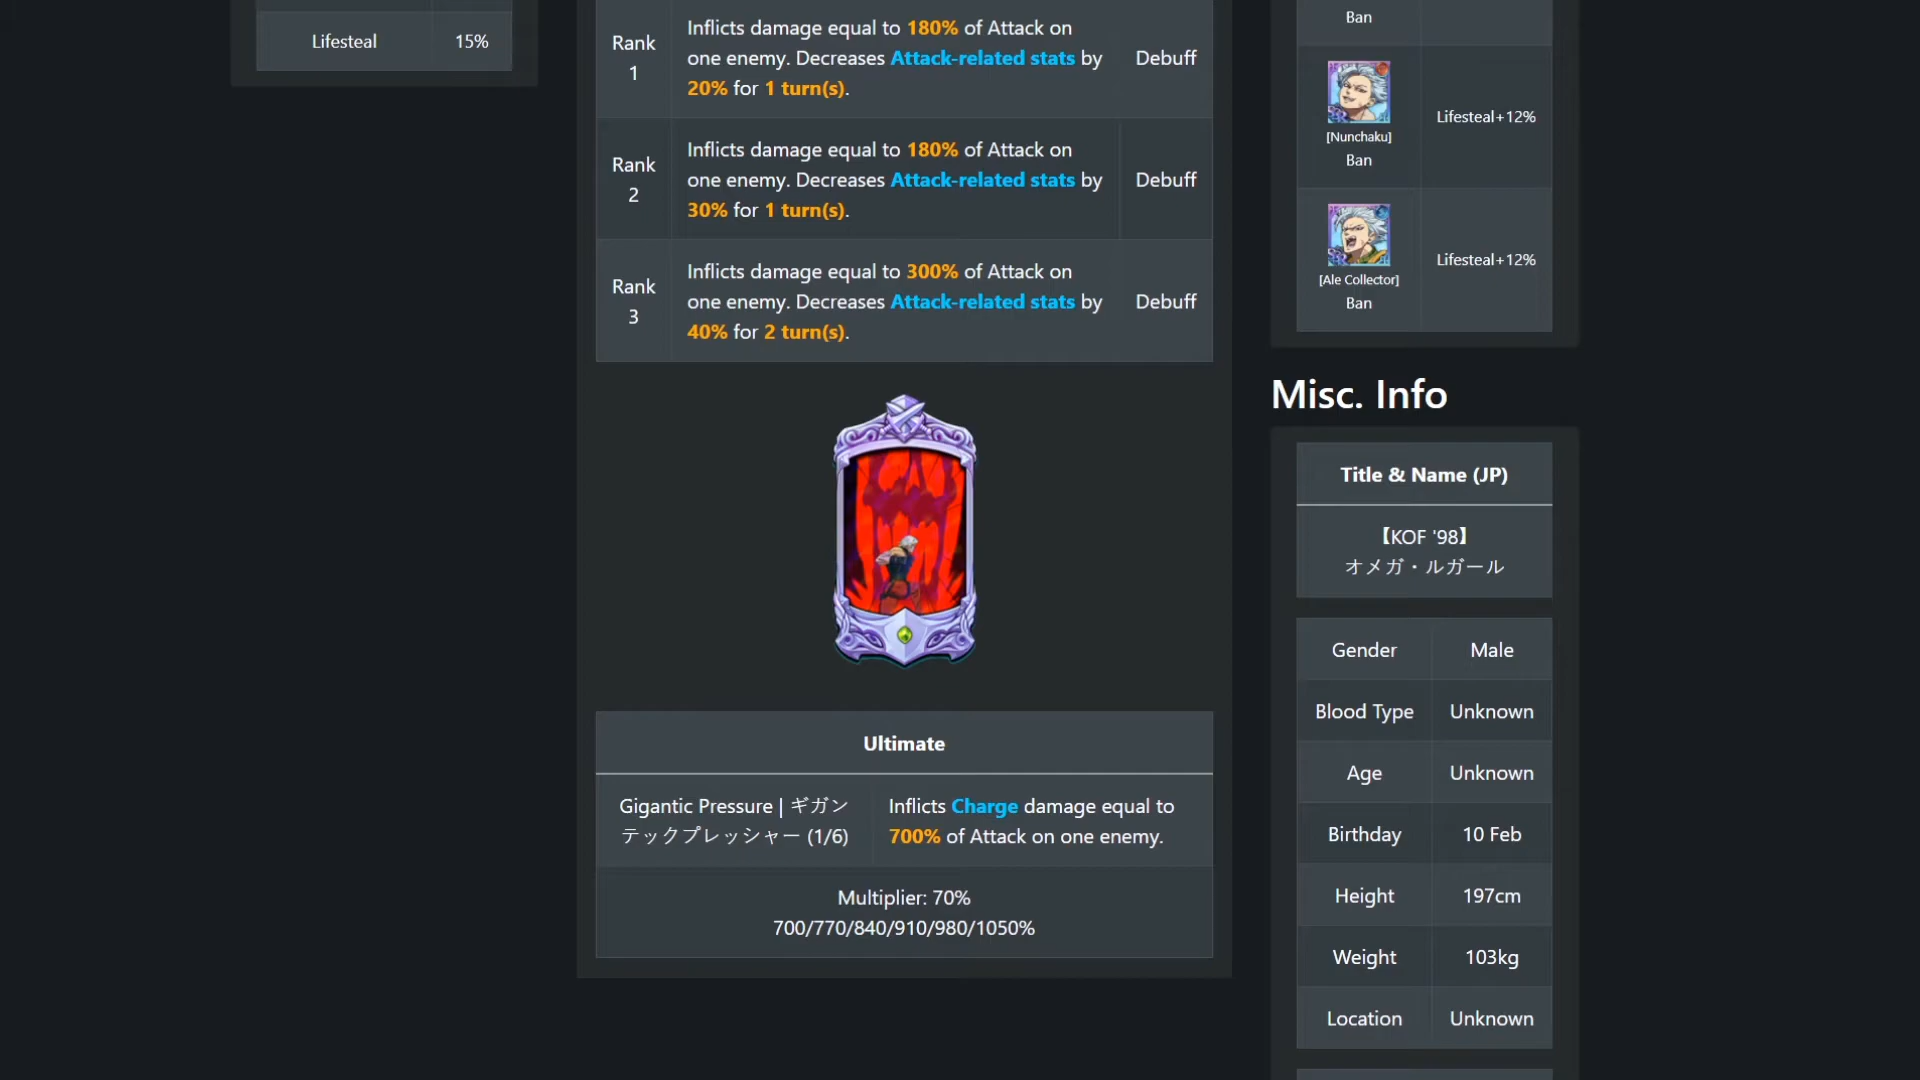 Lifesteal 15%
Rank
1
Inflicts damage equal to 180% of Attack on
one enemy. Decreases Attack-related stats by
20% for 1 turn(s).
Debuff
Rank
2
Inflicts damage equal to 180% of Attack on
one enemy. Decreases Attack-related stats by
30% for 1 turn(s).
Debuff
Rank
3
Inflicts damage equal to 300% of Attack on
one enemy. Decreases Attack-related stats by
40% for 2 turn(s).
Debuff
Ultimate
Gigantic Pressure | ギガン
テックプレッシャー (1/6)
Inflicts Charge damage equal to
700% of Attack on one enemy.
Multiplier: 70%
700/770/840/910/980/1050%
Ban
[Nunchaku]
Ban
Lifesteal+12%
[Ale Collector]
Ban
Lifesteal+12%
Misc. Info
Title & Name (JP)
【KOF '98】
オメガ・ルガール
Gender Male
Blood Type Unknown
Age Unknown
Birthday 10 Feb
Height 197cm
Weight 103kg
Location Unknown